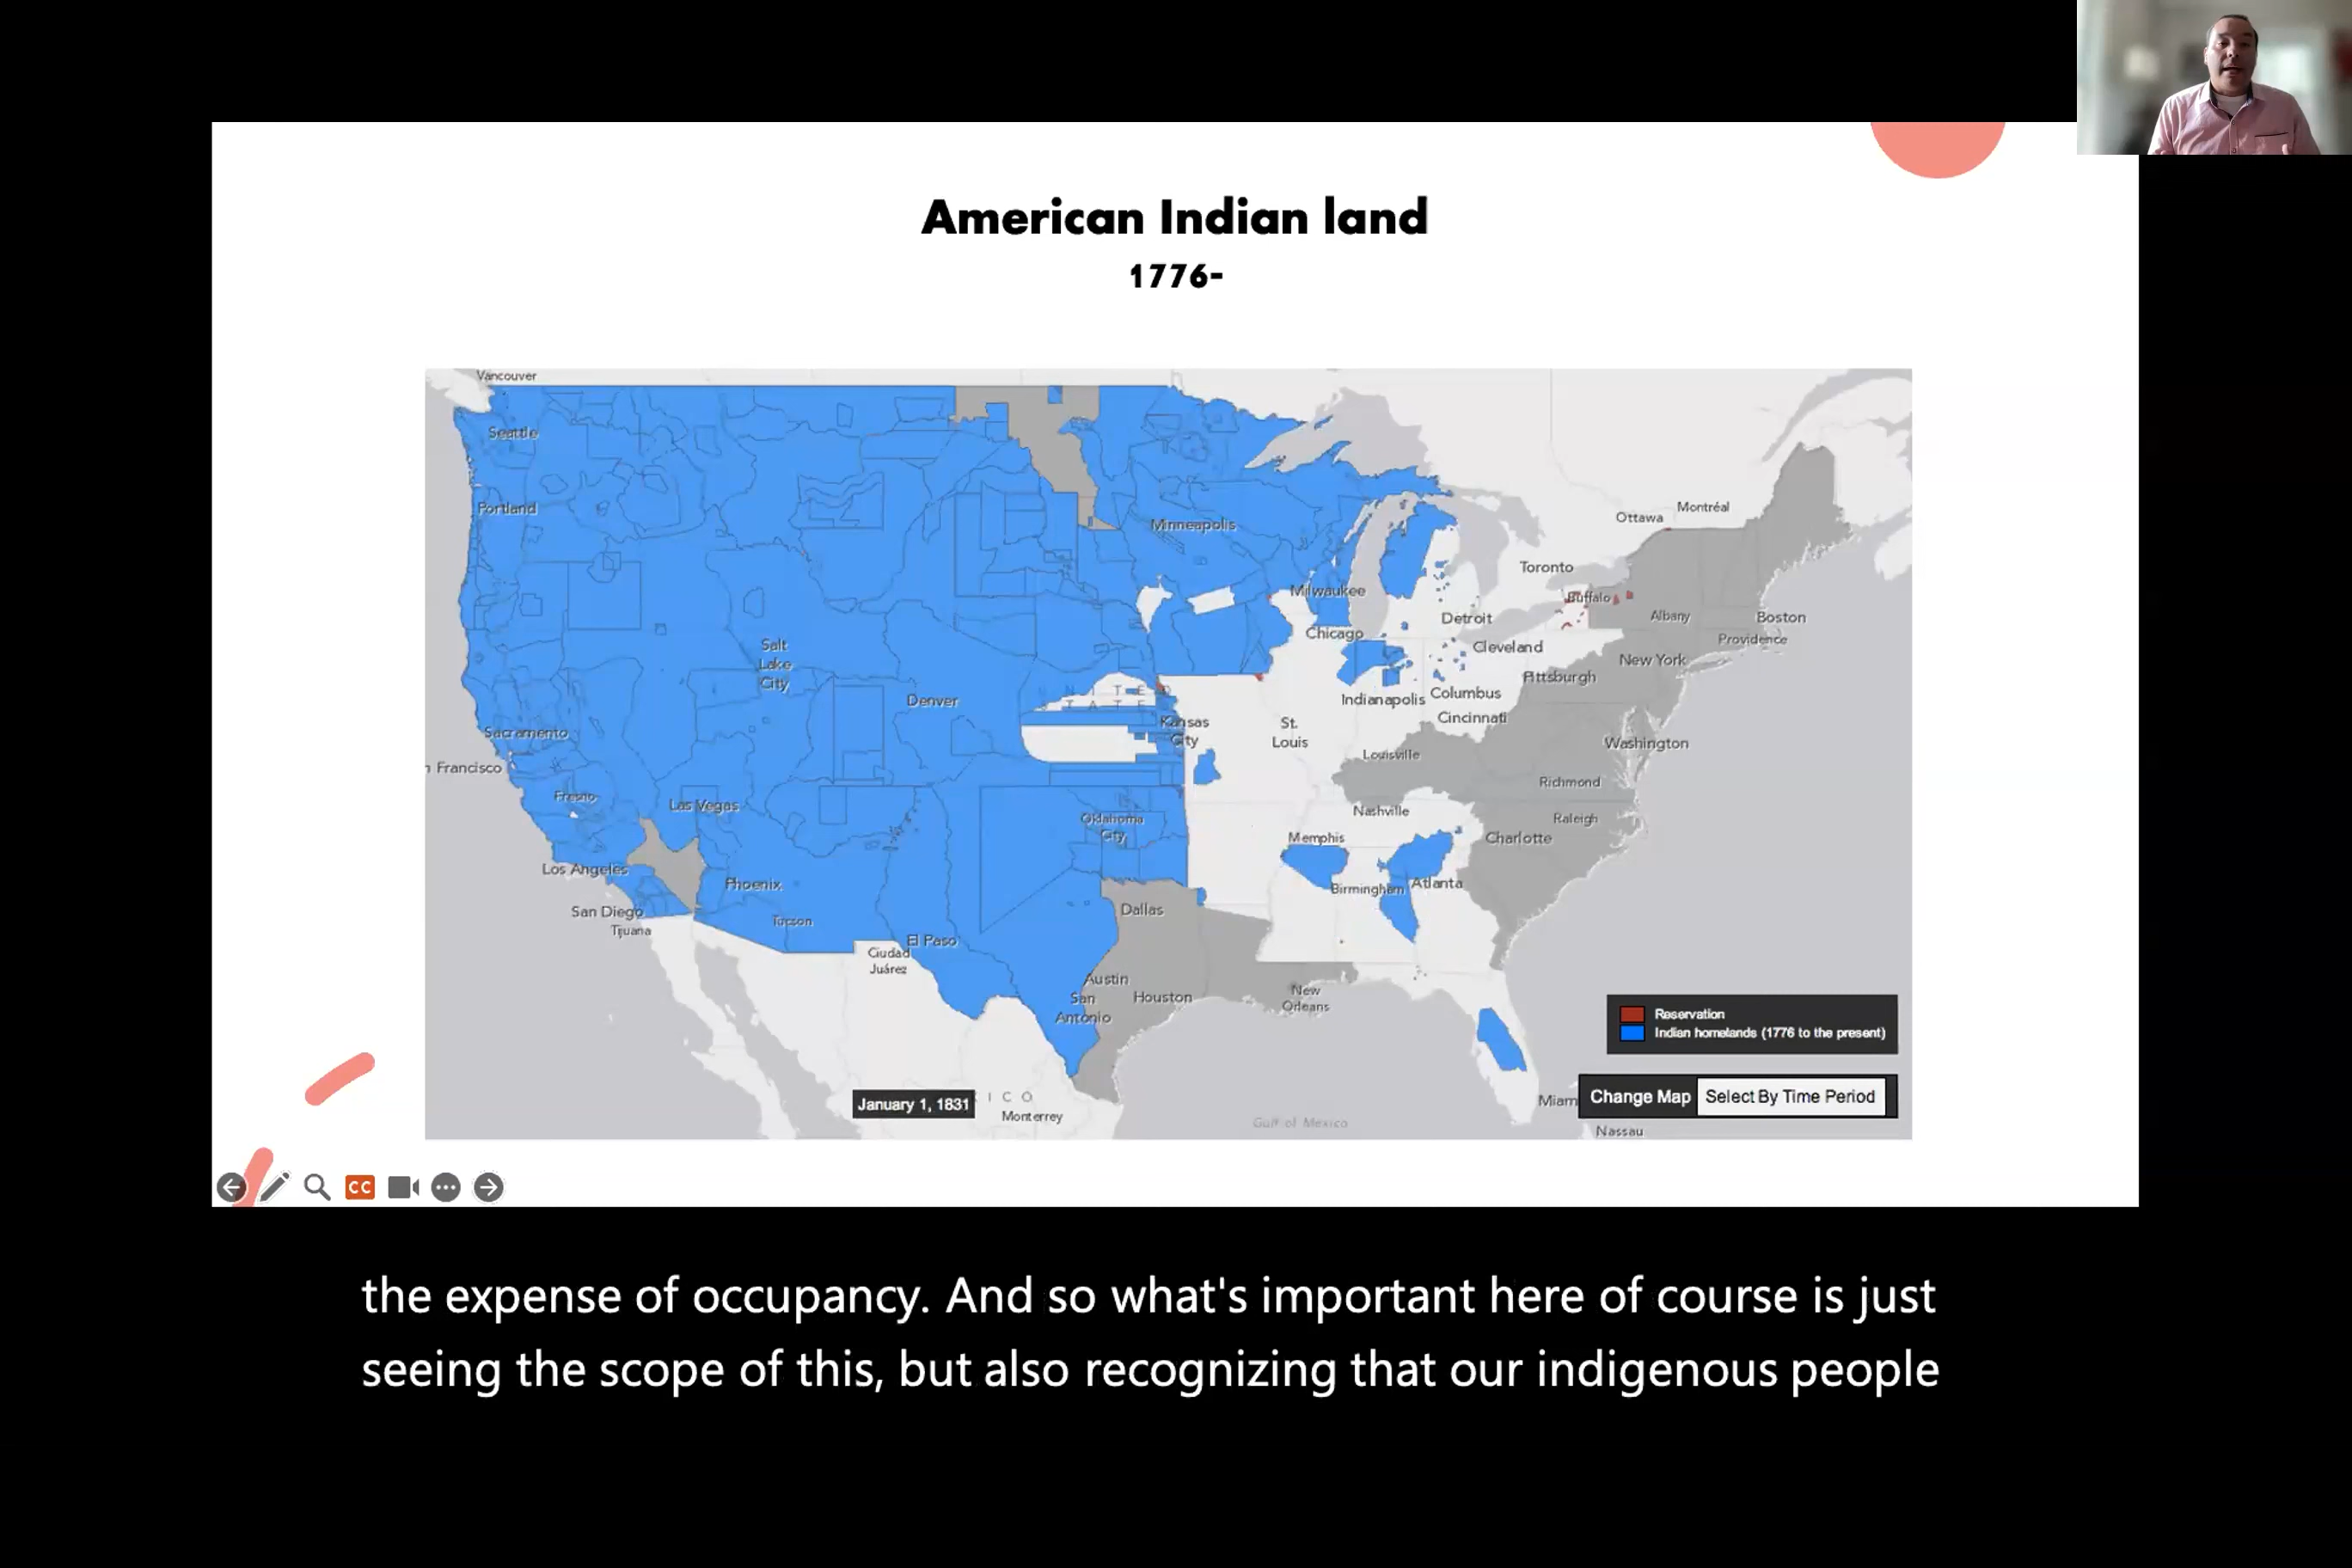 American Indian land
1776-
Vancouver
Seattle
Portland
Minneapolis
Ottawa
Montréal
Toronto
Milwaukee
Buffalo
Detroit
Albany
Boston
Providence
Chicago
Cleveland
New York
Salt
Lake
City
Pittsburgh
Denver
UNITED
STATE
Indianapolis
Columbus
Cincinnati
Kansas
City
St.
Louis
Sacramento
Washington
Louisville
n Francisco
Richmond
Fresno
Las Vegas
Nashville
Oklahoma
City
Raleigh
Memphis
Charlotte
Los Angeles
Phoenix
Birmingham
Atlanta
San Diego
Tijuana
Tucson
Dallas
El Paso
Ciudad
Juárez
Austin
San
Antonio
Houston
New
Orleans
Reservation
Indian homelands (1776 to the present)
January 1, 1831
ICO
Monterrey
Gulf of Mexico
Miam
Change Map
Select By Time Period
Nassau
CC
the expense of occupancy. And so what's important here of course is just
seeing the scope of this, but also recognizing that our indigenous people